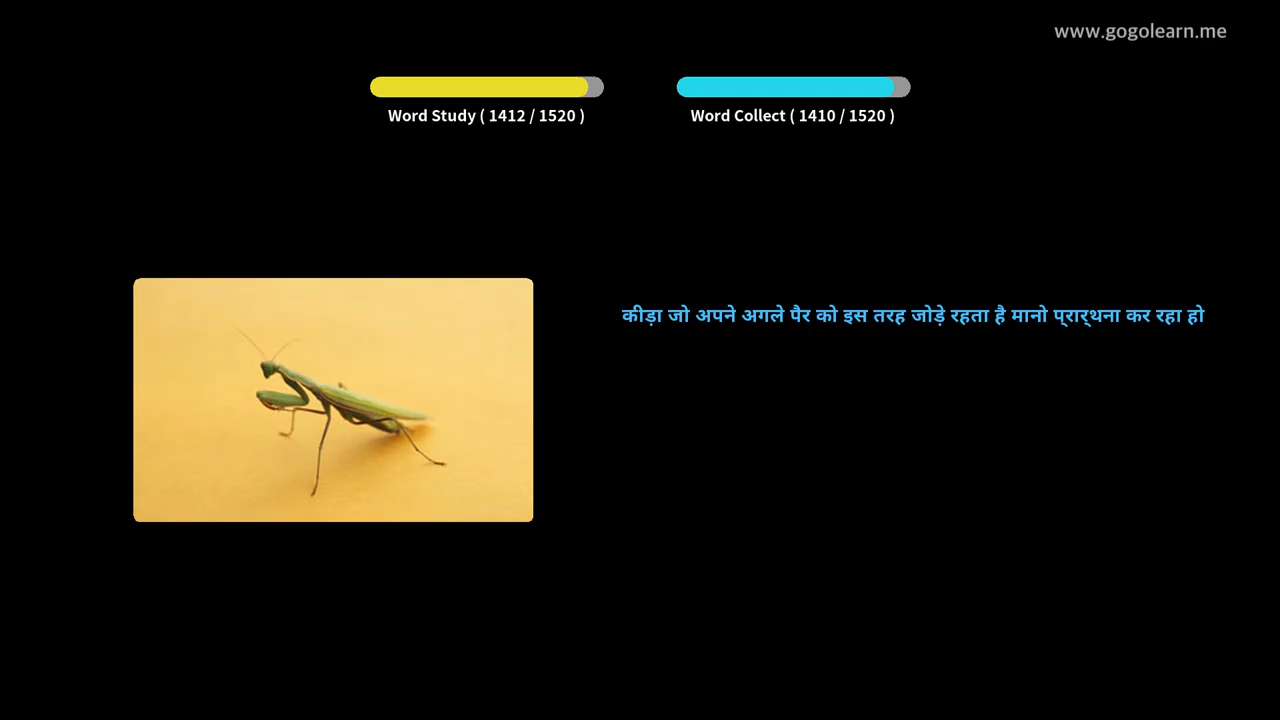 www.gogolearn.me
Word Study ( 1412 / 1520 )
Word Collect ( 1410 / 1520 )
कीड़ा जो अपने अगले पैर को इस तरह जोड़े रहता है मानो प्रार्थना कर रहा हो